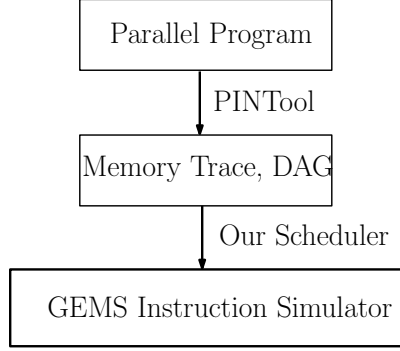 Parallel Program
PINTool
Memory Trace, DAG
Our Scheduler
GEMS Instruction Simulator